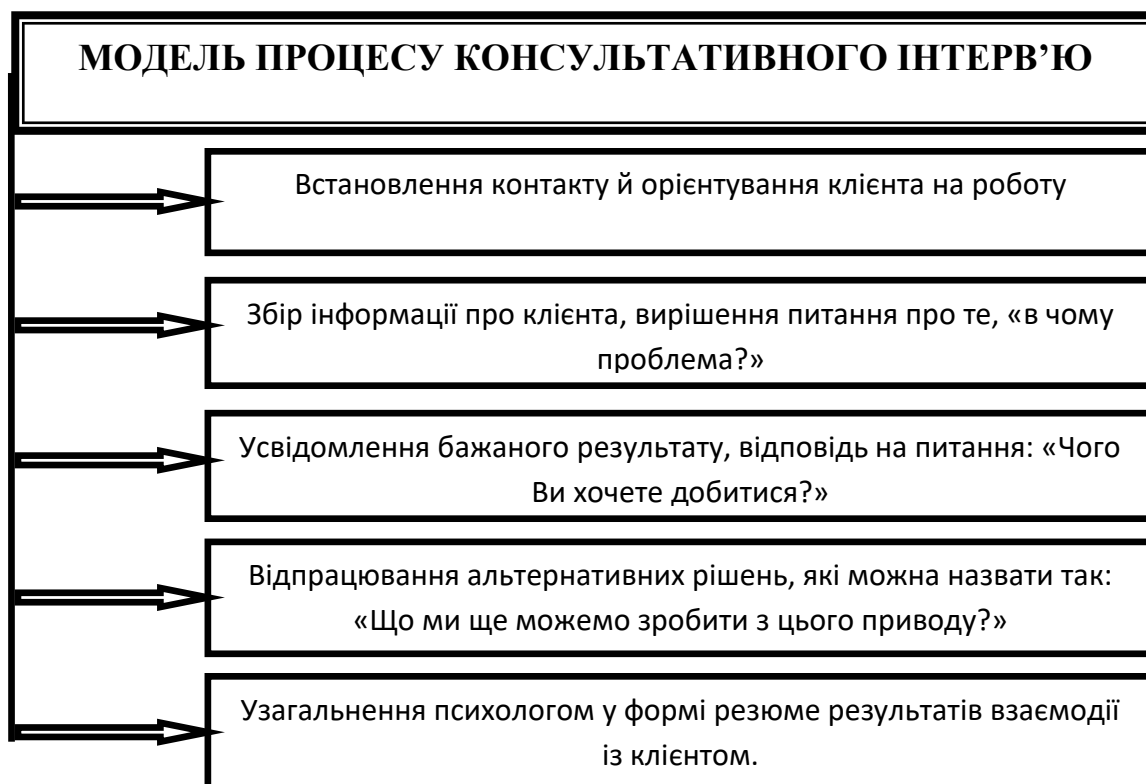 МОДЕЛЬ ПРОЦЕСУ КОНСУЛЬТАТИВНОГО ІНТЕРВ’Ю
Встановлення контакту й орієнтування клієнта на роботу
Збір інформації про клієнта, вирішення питання про те, «в чому
проблема?»
Усвідомлення бажаного результату, відповідь на питання: «Чого
Ви хочете добитися?»
Відпрацювання альтернативних рішень, які можна назвати так:
«Що ми ще можемо зробити з цього приводу?»
Узагальнення психологом у формі резюме результатів взаємодії
із клієнтом.